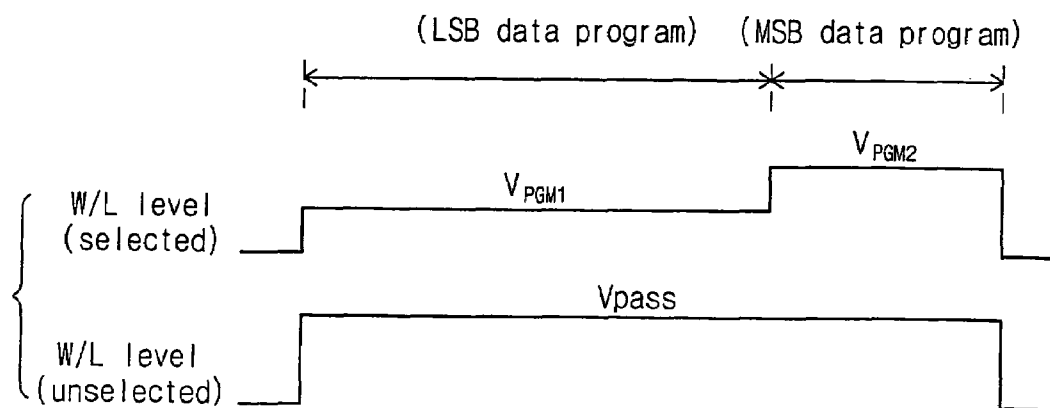 (LSB data program) (MSB data program)
V_PGM2
V_PGM1
W/L level
(selected)
Vpass
W/L level
(unselected)